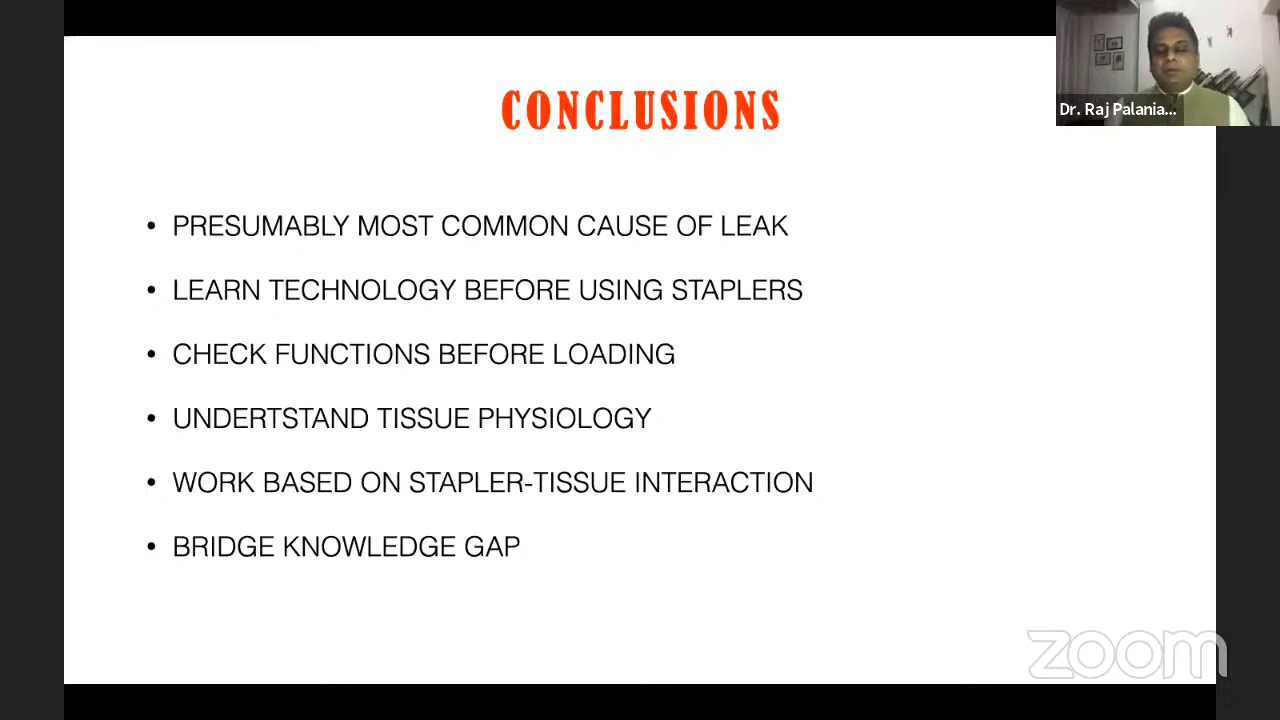 CONCLUSIONS
Dr. Raj Palania...
• PRESUMABLY MOST COMMON CAUSE OF LEAK
• LEARN TECHNOLOGY BEFORE USING STAPLERS
• CHECK FUNCTIONS BEFORE LOADING
• UNDERTSTAND TISSUE PHYSIOLOGY
• WORK BASED ON STAPLER-TISSUE INTERACTION
• BRIDGE KNOWLEDGE GAP
zoom